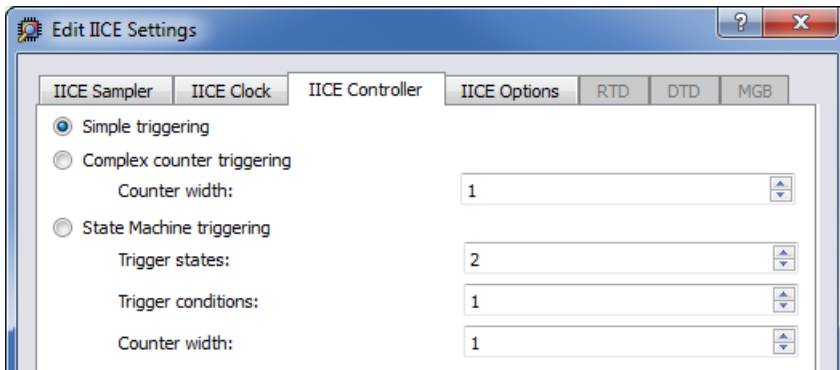 Edit IICE Settings
IICE Sampler IICE Clock IICE Controller IICE Options RTD DTD MGB
Simple triggering
Complex counter triggering
Counter width: 1
State Machine triggering
Trigger states: 2
Trigger conditions: 1
Counter width: 1